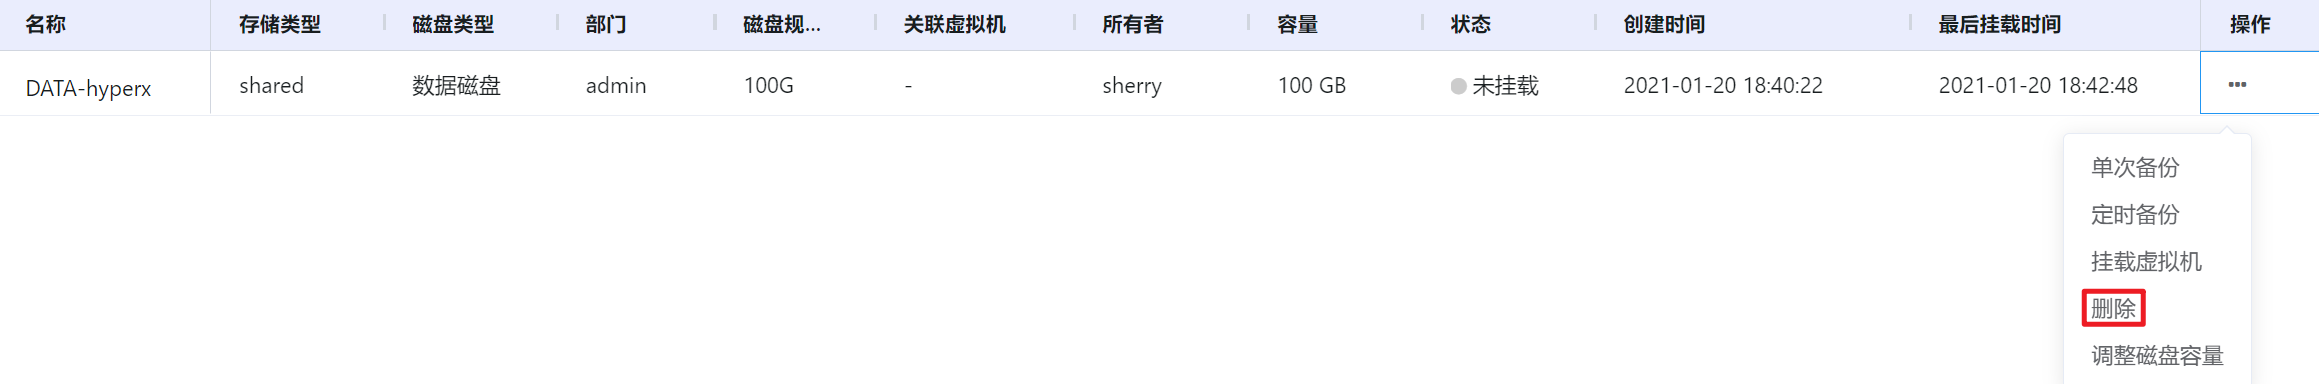 名称 存储类型 磁盘类型 部门 磁盘规... 关联虚拟机 所有者 容量 状态 创建时间 最后挂载时间 操作
DATA-hyperx shared 数据磁盘 admin 100G - sherry 100 GB 未挂载 2021-01-20 18:40:22 2021-01-20 18:42:48 •••
单次备份
定时备份
挂载虚拟机
删除
调整磁盘容量